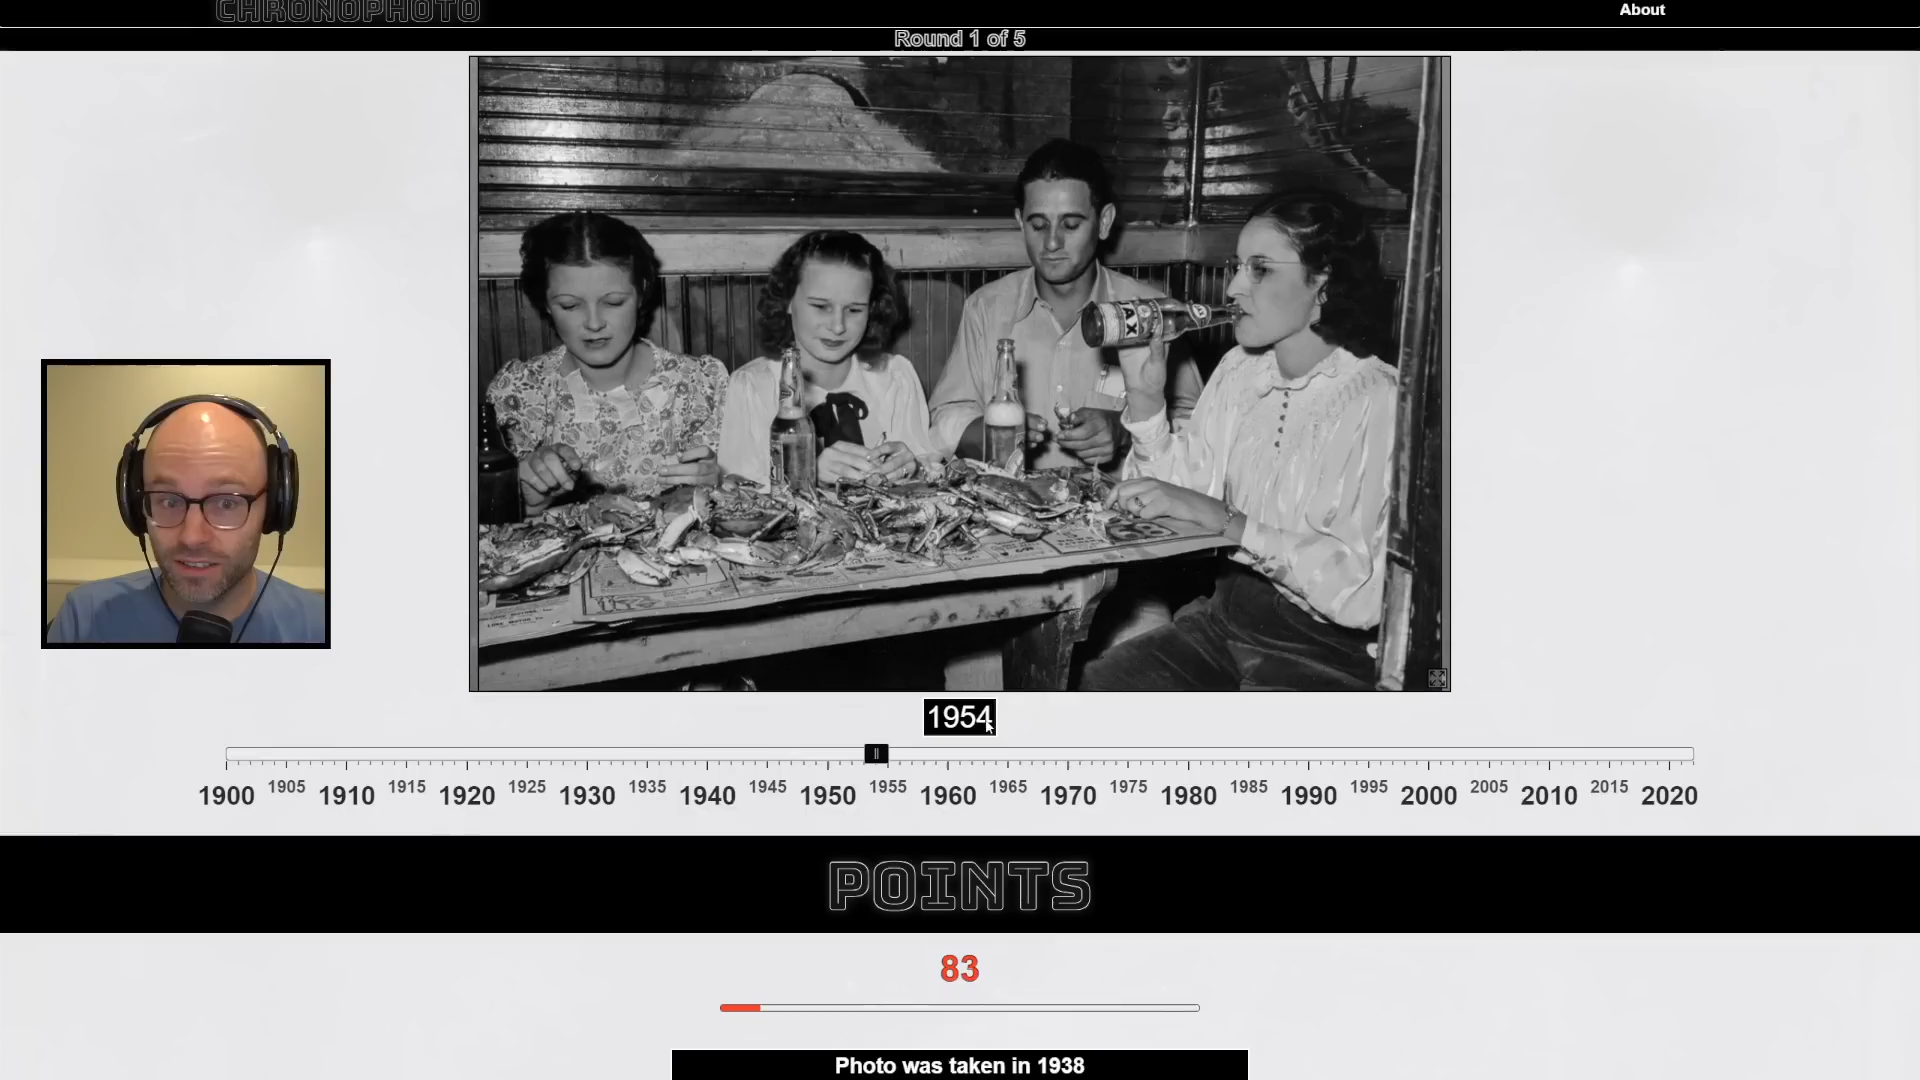 CHRONOPHOTO
About
Round 1 of 5
AX
1954
1900 1905 1910 1915 1920 1925 1930 1935 1940 1945 1950 1955 1960 1965 1970 1975 1980 1985 1990 1995 2000 2005 2010 2015 2020
POINTS
83
Photo was taken in 1938